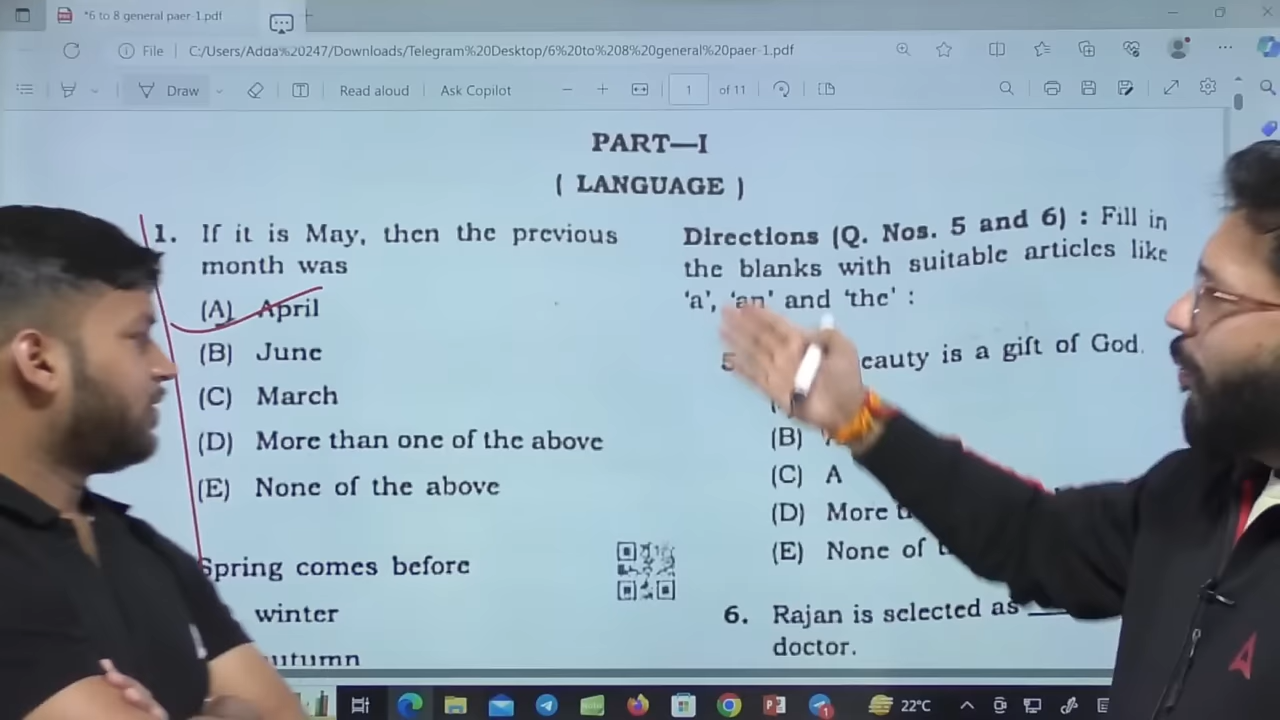 *6 to 8 general paer-1.pdf
File
C:/Users/Adda%20247/Downloads/Telegram%20Desktop/6%20to%208%20general%20paer-1.pdf
Draw
Read aloud
Ask Copilot
1
of 11
PART—I
( LANGUAGE )
1. If it is May, then the previous
month was
(A) April
(B) June
(C) March
(D) More than one of the above
(E) None of the above
Spring comes before
winter
Directions (Q. Nos. 5 and 6) : Fill in
the blanks with suitable articles like
'a', 'an' and 'the' :
5
is a gift of God.
(B)
(C) A
(D) More
(E) None of
6. Rajan is selected as ___
doctor.
22°C